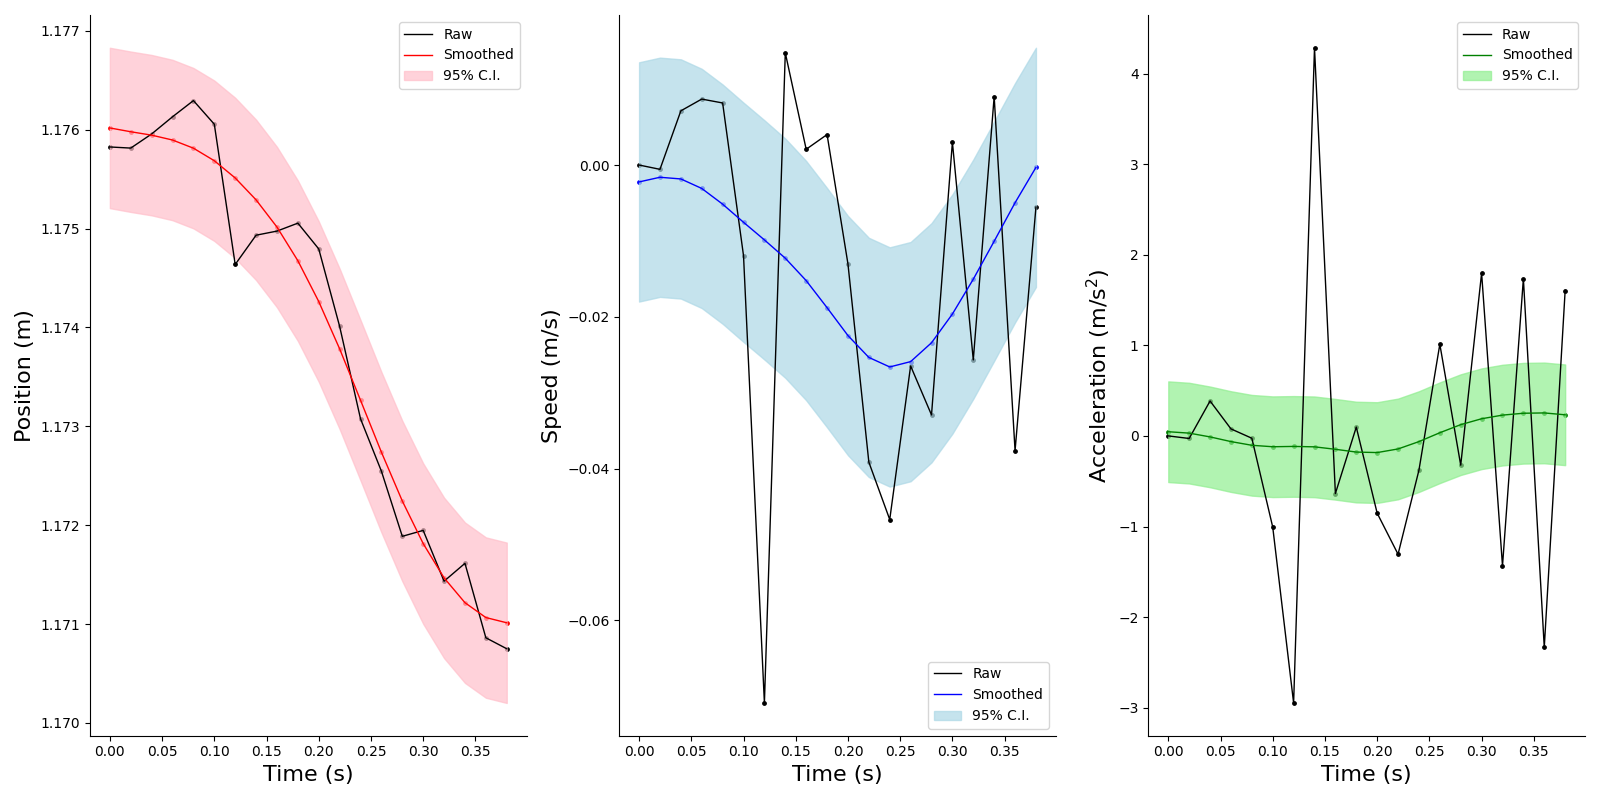 1.177
1.176
1.175
1.174
1.173
1.172
1.171
1.170
Position (m)
0.00 0.05 0.10 0.15 0.20 0.25 0.30 0.35
Time (s)
Raw
Smoothed
95% C.I.
0.00
−0.02
−0.04
−0.06
Speed (m/s)
0.00 0.05 0.10 0.15 0.20 0.25 0.30 0.35
Time (s)
Raw
Smoothed
95% C.I.
4
3
2
1
0
−1
−2
−3
Acceleration (m/s²)
0.00 0.05 0.10 0.15 0.20 0.25 0.30 0.35
Time (s)
Raw
Smoothed
95% C.I.